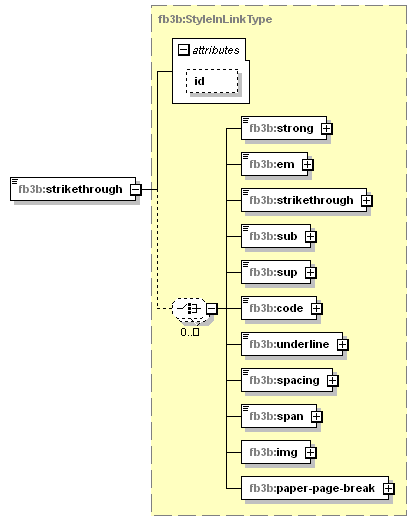 fb3b:StyleInLinkType
attributes
id
fb3b:strong
fb3b:em
fb3b:strikethrough
fb3b:strikethrough
fb3b:sub
fb3b:sup
fb3b:code
0..
fb3b:underline
fb3b:spacing
fb3b:span
fb3b:img
fb3b:paper-page-break